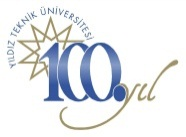 YILDIZ TEKNİK ÜNİVERSİTESİ
100.yıl